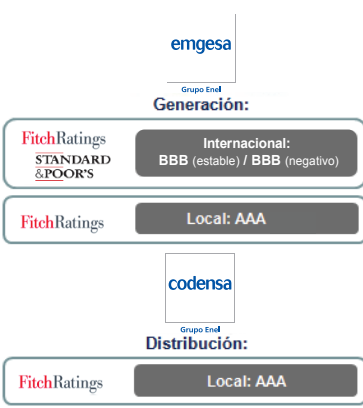 emgesa
Grupo Enel
Generación:
FitchRatings
STANDARD
&POOR'S
Internacional:
BBB (estable) / BBB (negativo)
FitchRatings
Local: AAA
codensa
Grupo Enel
Distribución:
FitchRatings
Local: AAA